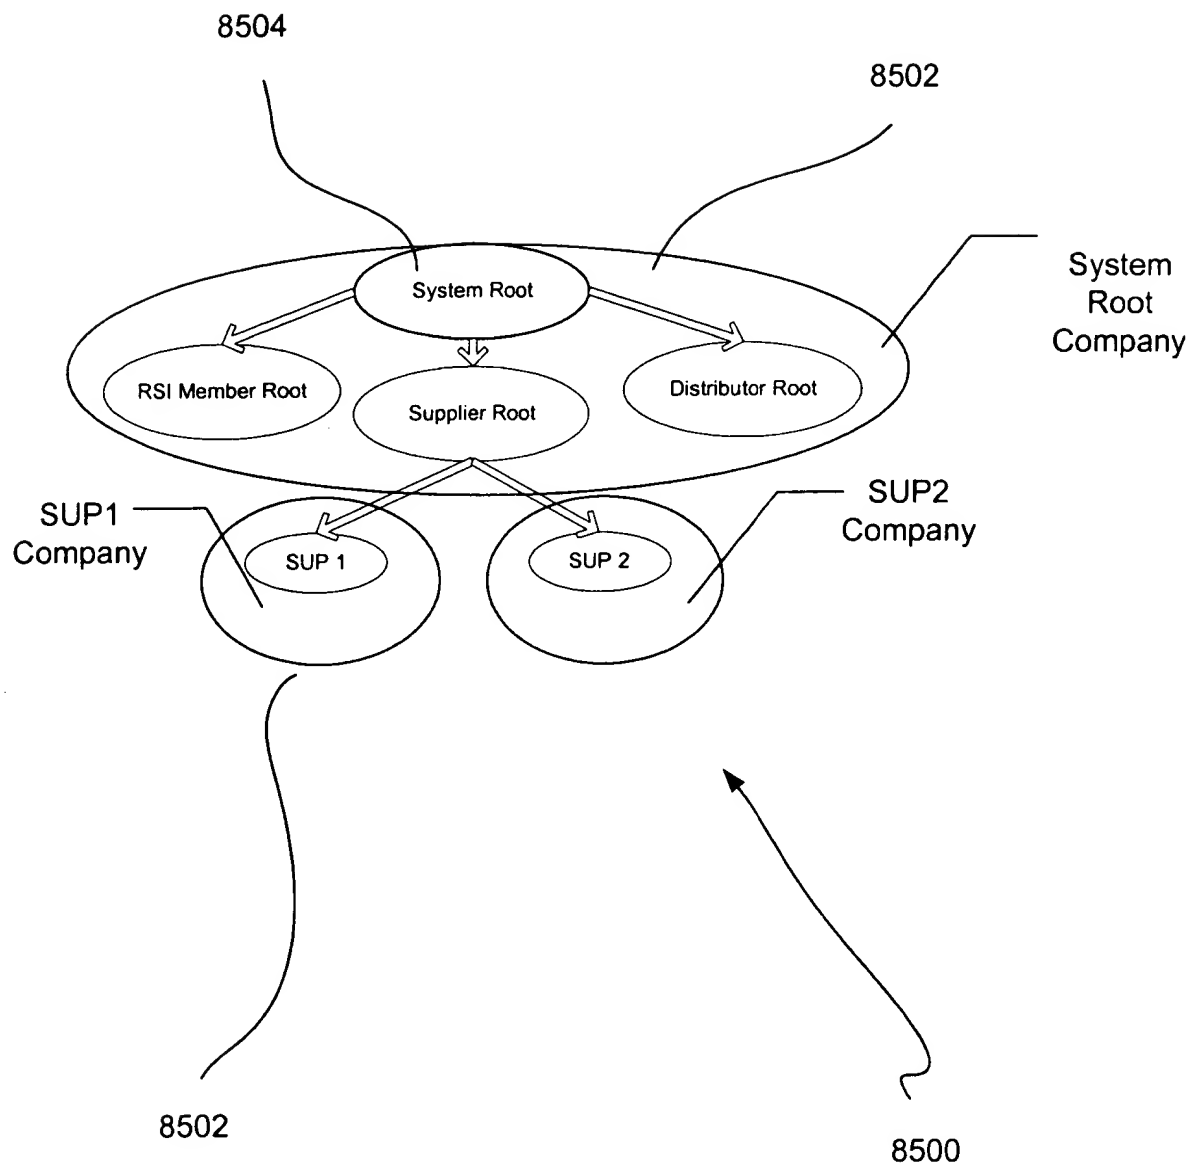 8504
8502
System
Root
Company
System Root
RSI Member Root
Supplier Root
Distributor Root
SUP1
Company
SUP2
Company
SUP 1
SUP 2
8502
8500